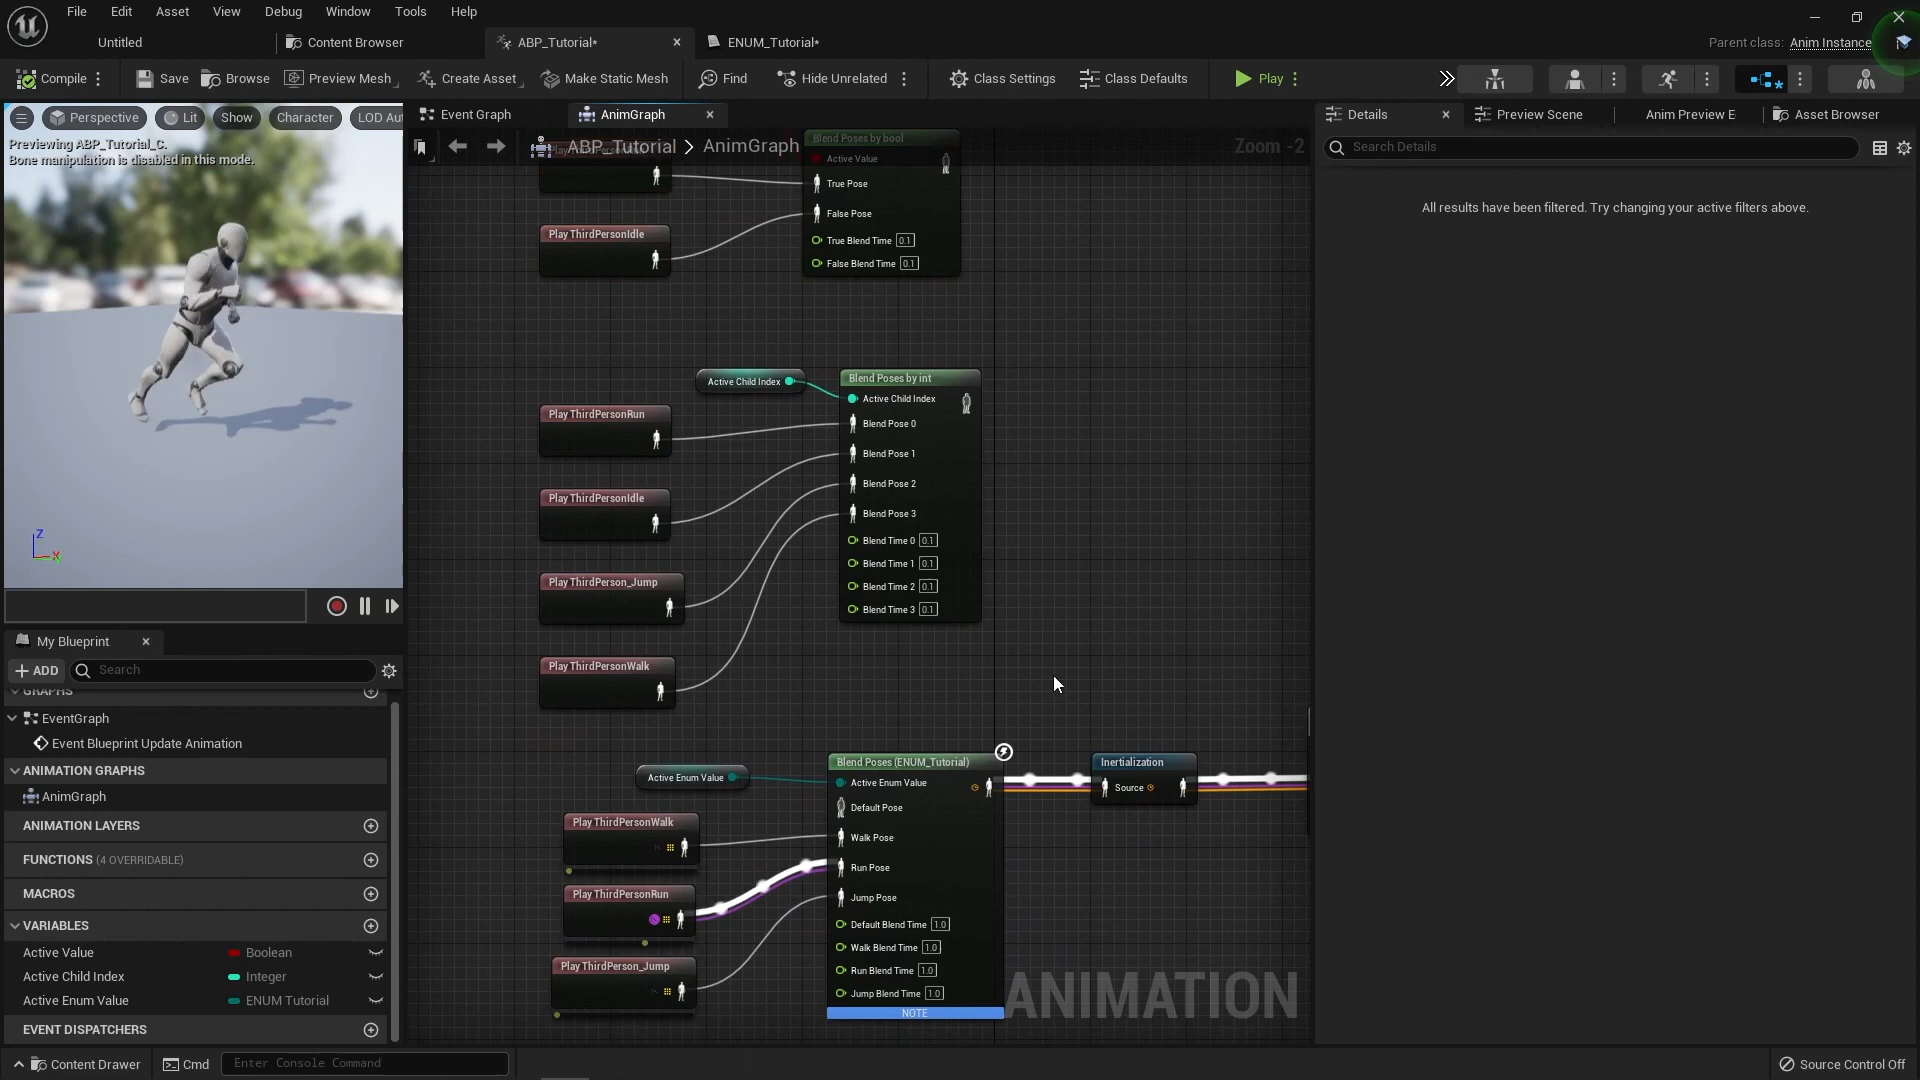 File Edit Asset View Debug Window Tools Help
Untitled Content Browser ABP_Tutorial* ENUM_Tutorial* Parent class: Anim Instance
Compile Save Browse Preview Mesh Create Asset Make Static Mesh Find Hide Unrelated Class Settings Class Defaults Play
Perspective Lit Show Character LOD Aut
Previewing ABP_Tutorial_C.
Bone manipulation is disabled in this mode.
Z
X
My Blueprint
ADD Search
GRAPHS
EventGraph
Event Blueprint Update Animation
ANIMATION GRAPHS
AnimGraph
ANIMATION LAYERS
FUNCTIONS (4 OVERRIDABLE)
MACROS
VARIABLES
Active Value Boolean
Active Child Index Integer
Active Enum Value ENUM Tutorial
EVENT DISPATCHERS
Event Graph AnimGraph
ABP_Tutorial > AnimGraph Zoom -2
Blend Poses by bool
Active Value
True Pose
False Pose
True Blend Time 0.1
False Blend Time 0.1
Play ThirdPersonIdle
Active Child Index
Blend Poses by int
Active Child Index
Blend Pose 0
Blend Pose 1
Blend Pose 2
Blend Pose 3
Blend Time 0 0.1
Blend Time 1 0.1
Blend Time 2 0.1
Blend Time 3 0.1
Play ThirdPersonRun
Play ThirdPersonIdle
Play ThirdPerson_Jump
Play ThirdPersonWalk
Active Enum Value
Blend Poses (ENUM_Tutorial)
Active Enum Value
Default Pose
Walk Pose
Run Pose
Jump Pose
Default Blend Time 1.0
Walk Blend Time 1.0
Run Blend Time 1.0
Jump Blend Time 1.0
NOTE
Play ThirdPersonWalk
Play ThirdPersonRun
Play ThirdPerson_Jump
Inertialization
Source
ANIMATION
Details Preview Scene Anim Preview E Asset Browser
Search Details
All results have been filtered. Try changing your active filters above.
Content Drawer Cmd Enter Console Command Source Control Off